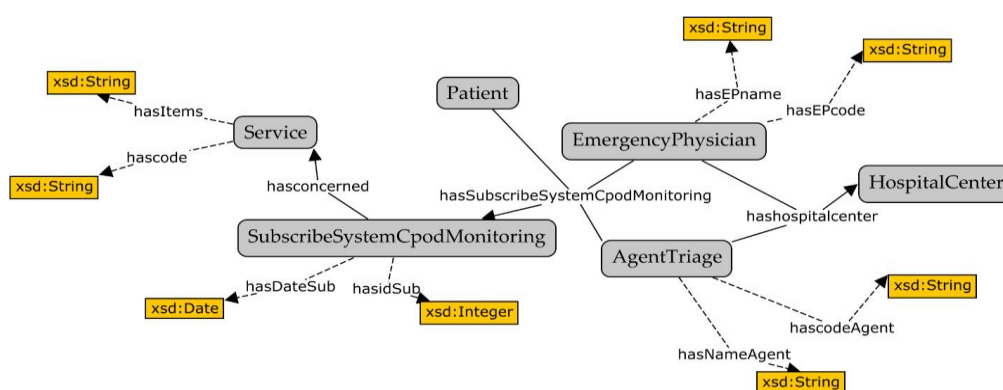 xsd:String
xsd:String
xsd:String
hasItems
Patient
hasEPname
hasEPcode
Service
EmergencyPhysician
hascode
xsd:String
hasconcerned
hasSubscribeSystemCpodMonitoring
HospitalCenter
hashospitalcenter
SubscribeSystemCpodMonitoring
AgentTriage
hasDateSub
hasidSub
xsd:String
xsd:Date
xsd:Integer
hascodeAgent
hasNameAgent
xsd:String